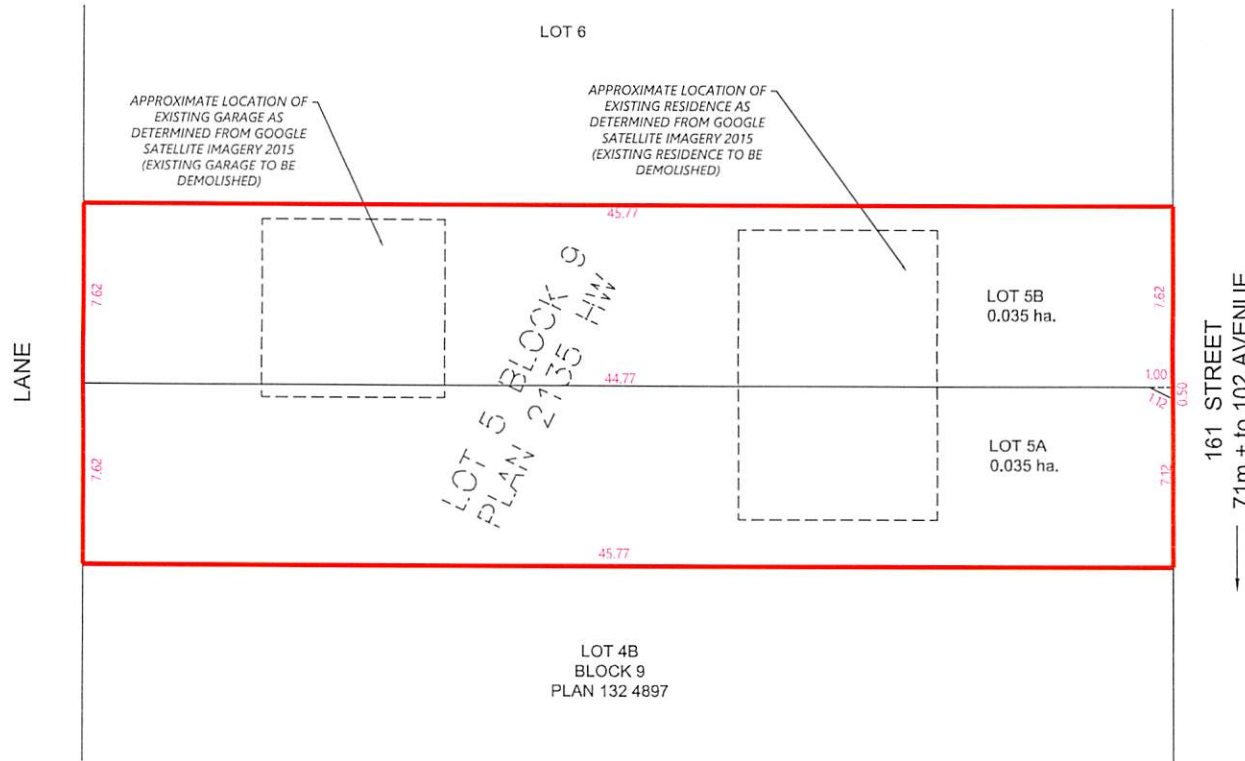 LOT 6
APPROXIMATE LOCATION OF
EXISTING GARAGE AS
DETERMINED FROM GOOGLE
SATELLITE IMAGERY 2015
(EXISTING GARAGE TO BE
DEMOLISHED)
APPROXIMATE LOCATION OF
EXISTING RESIDENCE AS
DETERMINED FROM GOOGLE
SATELLITE IMAGERY 2015
(EXISTING RESIDENCE TO BE
DEMOLISHED)
45.77
7.62
7.62
LOT 5B
0.035 ha.
LANE
LOT 5 BLOCK 9
PLAN 2135 HW
44.77
1.00
1.12
0.50
161 STREET
71m ± to 102 AVENUE
7.62
LOT 5A
0.035 ha.
7.12
45.77
LOT 4B
BLOCK 9
PLAN 132 4897